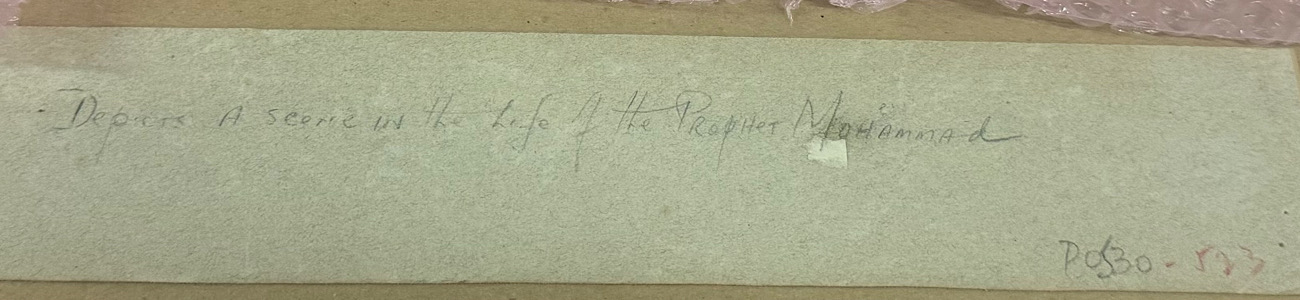 Depicts A scene in the Life of the Prophet Mohammad
P0530-533